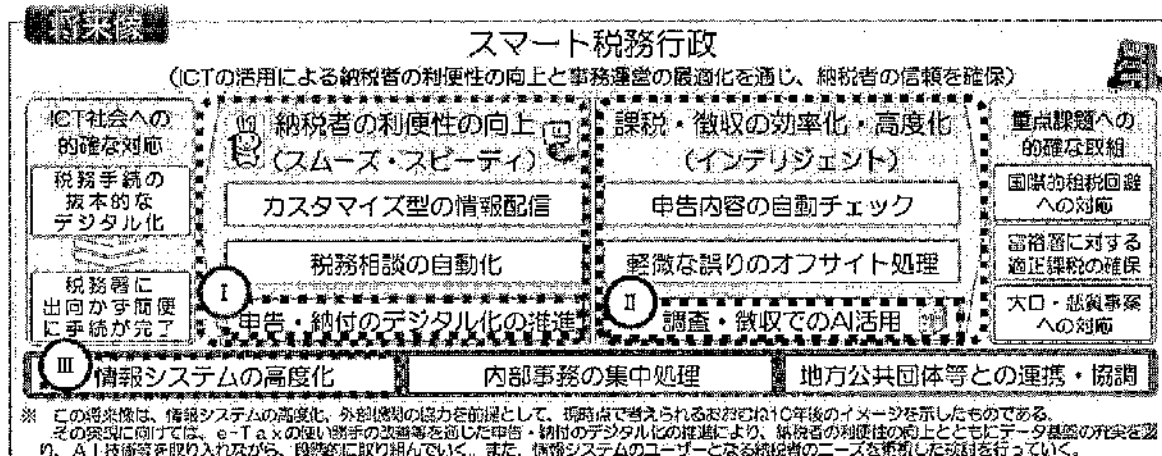 将来像
スマート税務行政
(ICTの活用による納税者の利便性の向上と事務運営の最適化を通じ、納税者の信頼を確保)
ICT社会への
的確な対応
税務手続の
抜本的な
デジタル化
税務署に
出向かず簡便
に手続が完了
納税者の利便性の向上
(スムーズ・スピーディ)
カスタマイズ型の情報配信
税務相談の自動化
Ⅰ
申告・納付のデジタル化の推進
課税・徴収の効率化・高度化
(インテリジェント)
申告内容の自動チェック
軽微な誤りのオフサイト処理
Ⅱ
調査・徴収でのAI活用
重点課題への
的確な取組
国際的租税回避
への対応
富裕層に対する
適正課税の確保
大口・悪質事案
への対応
Ⅲ
情報システムの高度化
内部事務の集中処理
地方公共団体等との連携・協調
※ この将来像は、情報システムの高度化、外部機関の協力を前提として、現時点で考えられるおおむね10年後のイメージを示したものである。
その実現に向けては、e-Taxの使い勝手の改善等を通じた申告・納付のデジタル化の推進により、納税者の利便性の向上とともにデータ基盤の充実を図
り、AI技術等を取り入れながら、段階的に取り組んでいく。また、情報システムのユーザーとなる納税者のニーズを重視した検討を行っていく。